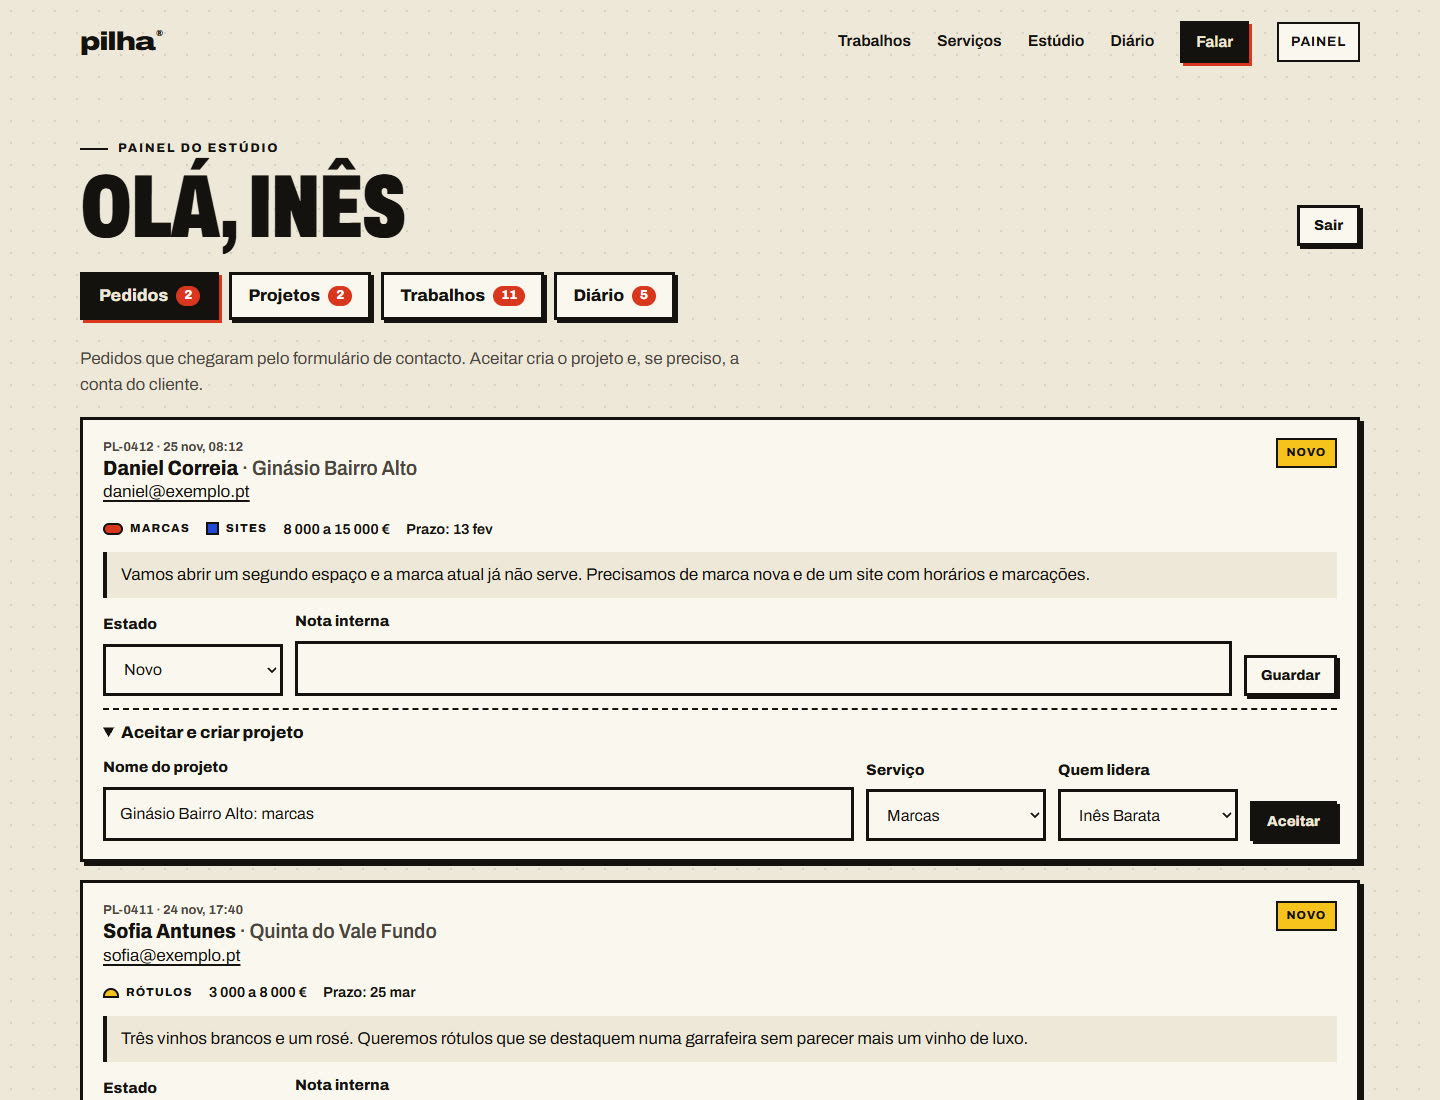 pilha®
Trabalhos Serviços Estúdio Diário Falar PAINEL
PAINEL DO ESTÚDIO
OLÁ, INÊS
Sair
Pedidos 2 Projetos 2 Trabalhos 11 Diário 5
Pedidos que chegaram pelo formulário de contacto. Aceitar cria o projeto e, se preciso, a
conta do cliente.
PL-0412 · 25 nov, 08:12
NOVO
Daniel Correia · Ginásio Bairro Alto
daniel@exemplo.pt
MARCAS SITES 8 000 a 15 000 € Prazo: 13 fev
Vamos abrir um segundo espaço e a marca atual já não serve. Precisamos de marca nova e de um site com horários e marcações.
Estado Nota interna
Novo Guardar
Aceitar e criar projeto
Nome do projeto Serviço Quem lidera
Ginásio Bairro Alto: marcas Marcas Inês Barata Aceitar
PL-0411 · 24 nov, 17:40
NOVO
Sofia Antunes · Quinta do Vale Fundo
sofia@exemplo.pt
RÓTULOS 3 000 a 8 000 € Prazo: 25 mar
Três vinhos brancos e um rosé. Queremos rótulos que se destaquem numa garrafeira sem parecer mais um vinho de luxo.
Estado Nota interna